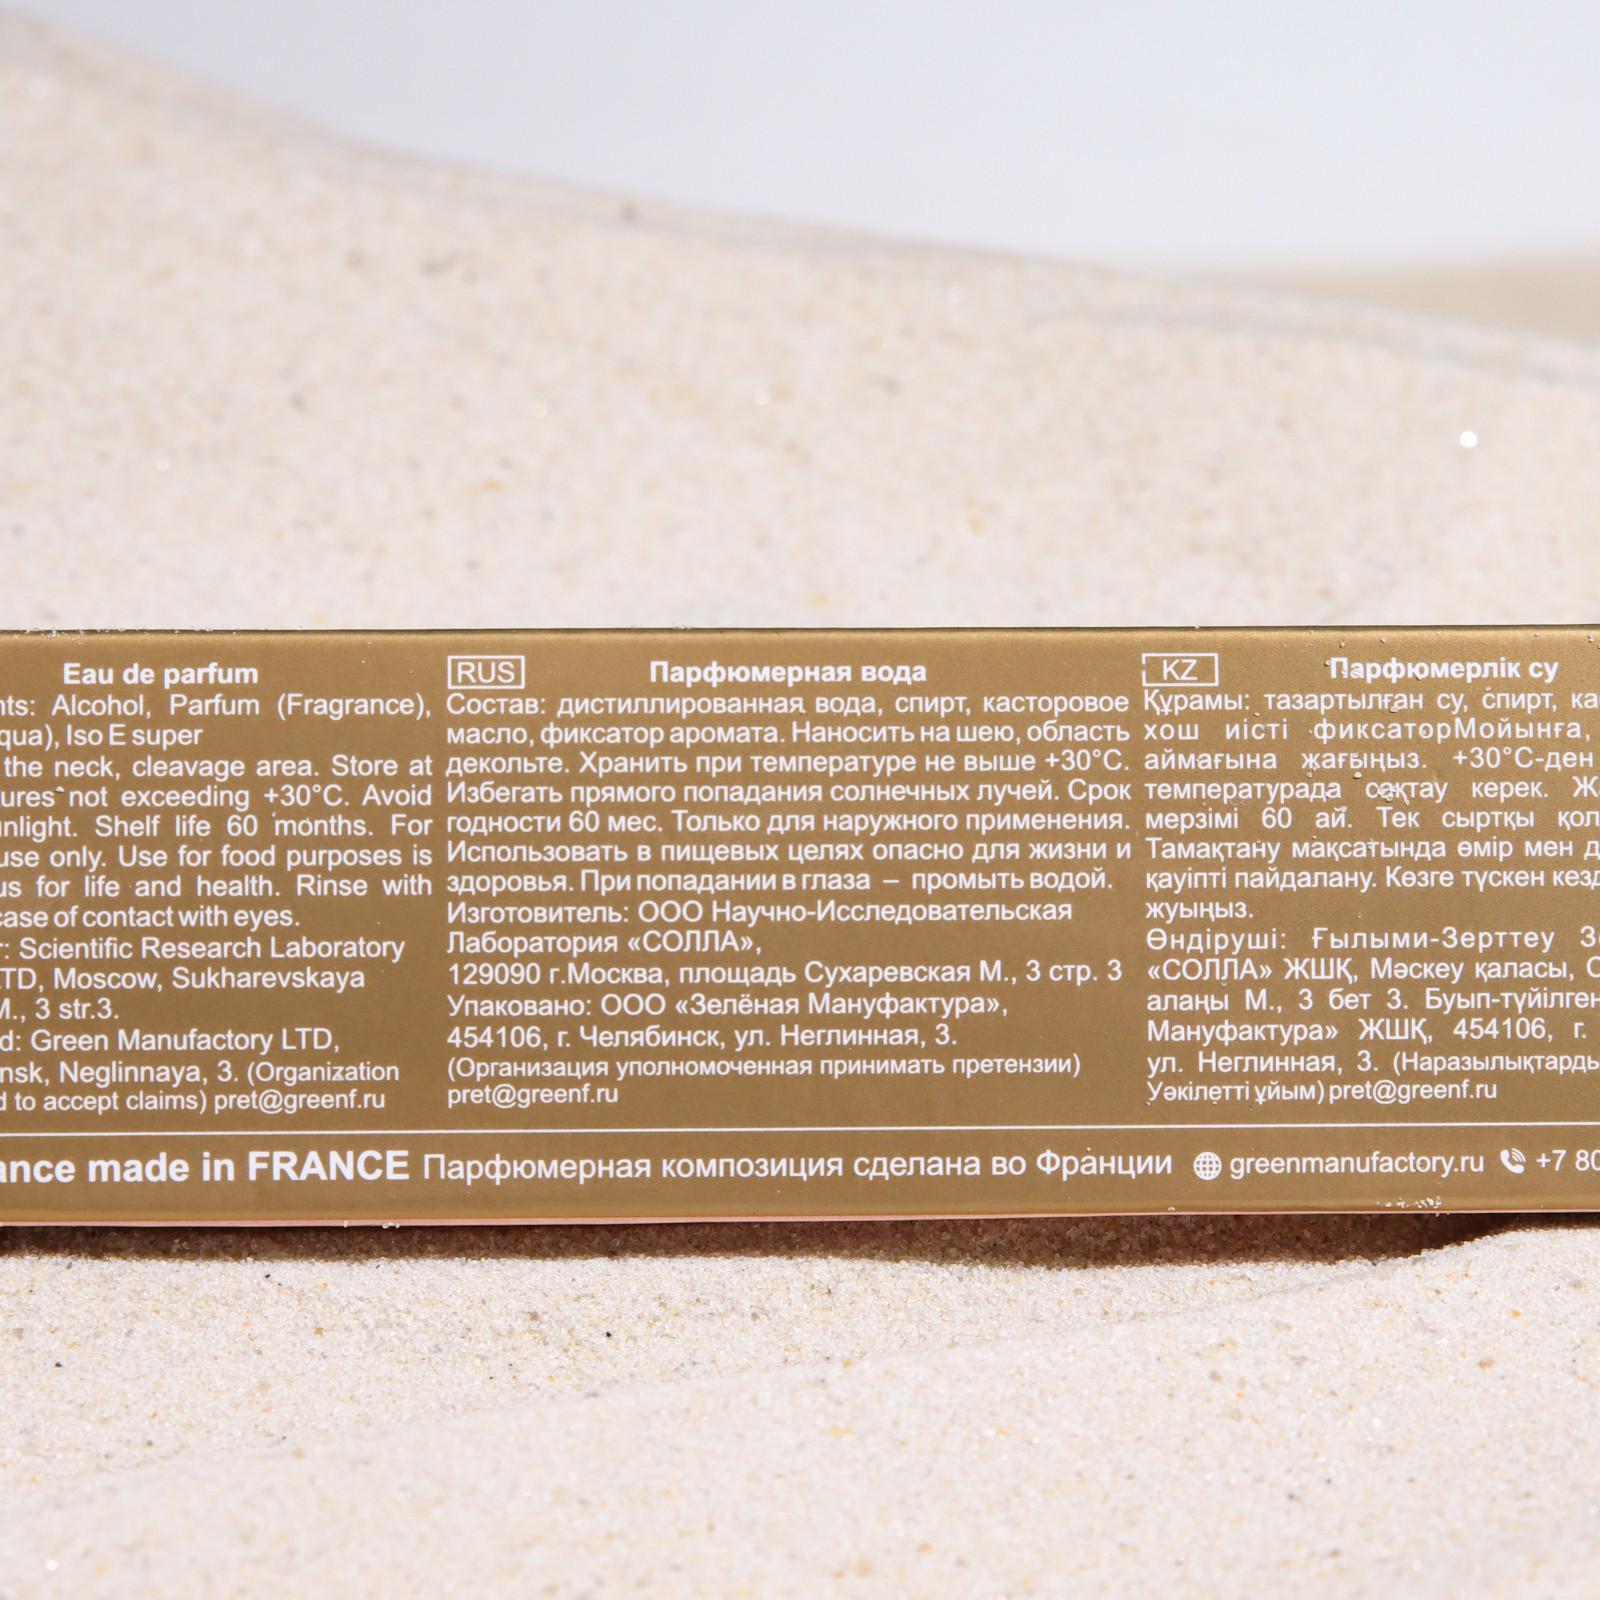 Eau de parfum
Alcohol, Parfum (Fragrance),
Iso E super
the neck, cleavage area. Store at
not exceeding +30°C. Avoid
Shelf life 60 months. For
use only. Use for food purposes is
for life and health. Rinse with
case of contact with eyes.
Scientific Research Laboratory
LTD, Moscow, Sukharevskaya
M., 3 str.3.
Green Manufactory LTD,
Neglinnaya, 3. (Organization
to accept claims) pret@greenf.ru
RUS Парфюмерная вода
Состав: дистиллированная вода, спирт, касторовое
масло, фиксатор аромата. Наносить на шею, область
декольте. Хранить при температуре не выше +30°C.
Избегать прямого попадания солнечных лучей. Срок
годности 60 мес. Только для наружного применения.
Использовать в пищевых целях опасно для жизни и
здоровья. При попадании в глаза – промыть водой.
Изготовитель: ООО Научно-Исследовательская
Лаборатория «СОЛЛА»,
129090 г.Москва, площадь Сухаревская М., 3 стр. 3
Упаковано: ООО «Зелёная Мануфактура»,
454106, г. Челябинск, ул. Неглинная, 3.
(Организация уполномоченная принимать претензии)
pret@greenf.ru
KZ Парфюмерлік су
Құрамы: тазартылған су, спирт,
хош иісті фиксаторМойынға,
аймағына жағыңыз. +30°C-ден
температурада сақтау керек.
мерзімі 60 ай. Тек сыртқы
Тамақтану мақсатында өмір мен
қауіпті пайдалану. Көзге түскен
жуыңыз.
Өндіруші: Ғылыми-Зерттеу
«СОЛЛА» ЖШҚ, Мәскеу қаласы,
алаңы М., 3 бет 3. Буып-түйілген
Мануфактура» ЖШҚ, 454106, г.
ул. Неглинная, 3.
Уәкілетті ұйым) pret@greenf.ru
made in FRANCE Парфюмерная композиция сделана во Франции greenmanufactory.ru +7